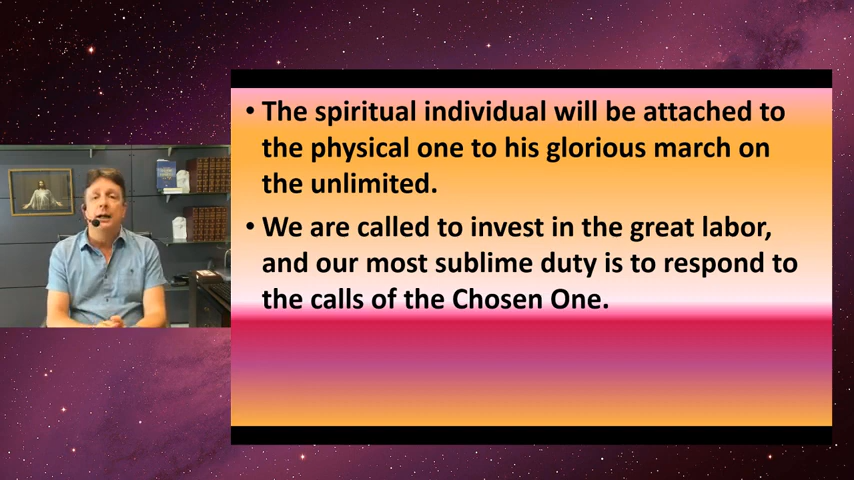 • The spiritual individual will be attached to
the physical one to his glorious march on
the unlimited.
• We are called to invest in the great labor,
and our most sublime duty is to respond to
the calls of the Chosen One.